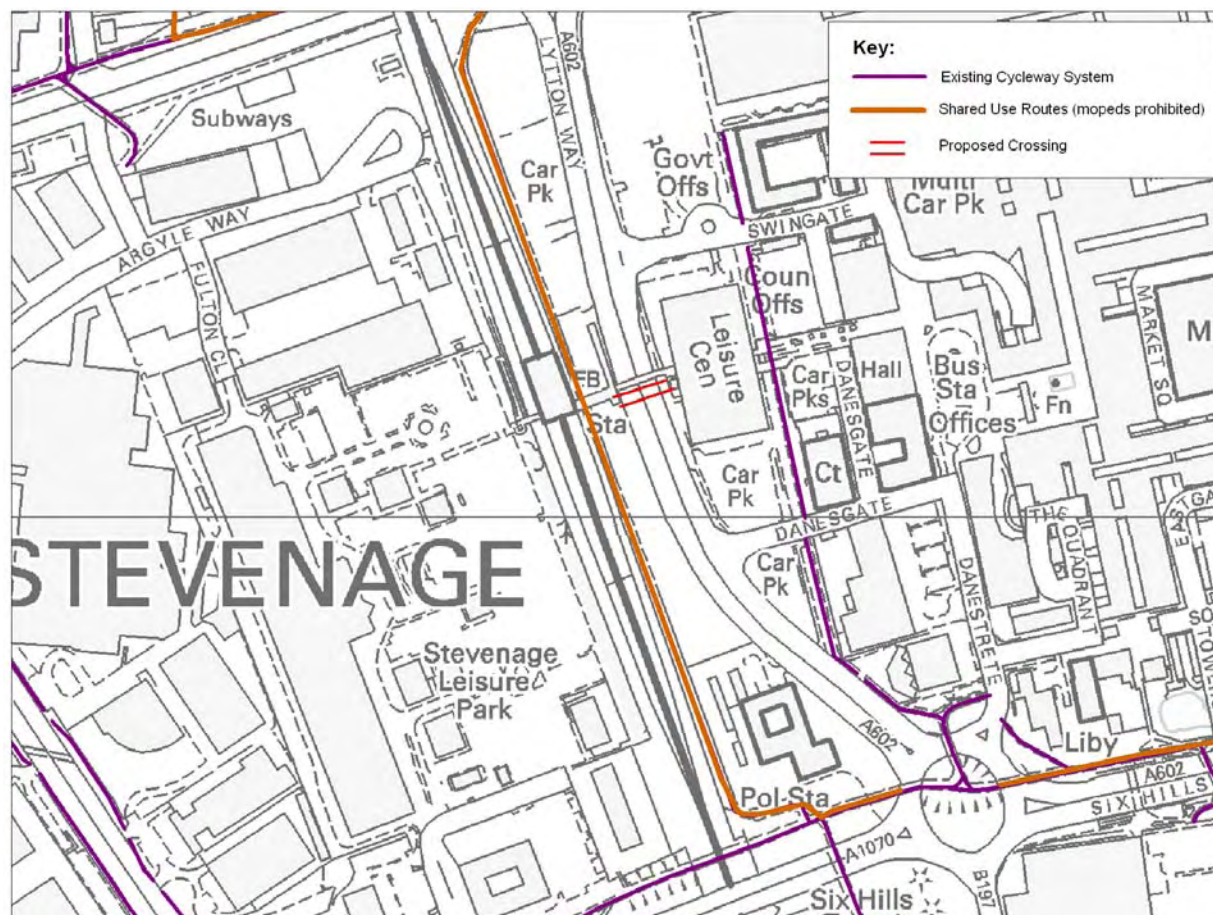 Key:
Existing Cycleway System
Shared Use Routes (mopeds prohibited)
Proposed Crossing
A602
LYTTON WAY
Subways
Car
Pk
Govt
Offs
Multi
Car Pk
SWINGATE
ARGYLE WAY
FULTON CL
Coun
Offs
MARKET SQ
M
Leisure
Cen
Hall
Car
Pks
DANESGATE
Bus
Sta
Offices
Fn
FB
Sta
Ct
Car
Pk
DANESGATE
THE QUADRANT
EASTGA
STEVENAGE
Car
Pk
DANESTRETE
SO
TOWN
Stevenage
Leisure
Park
A602
Liby
A602
SIX HILLS
Pol Sta
A1070
B197
Six Hills